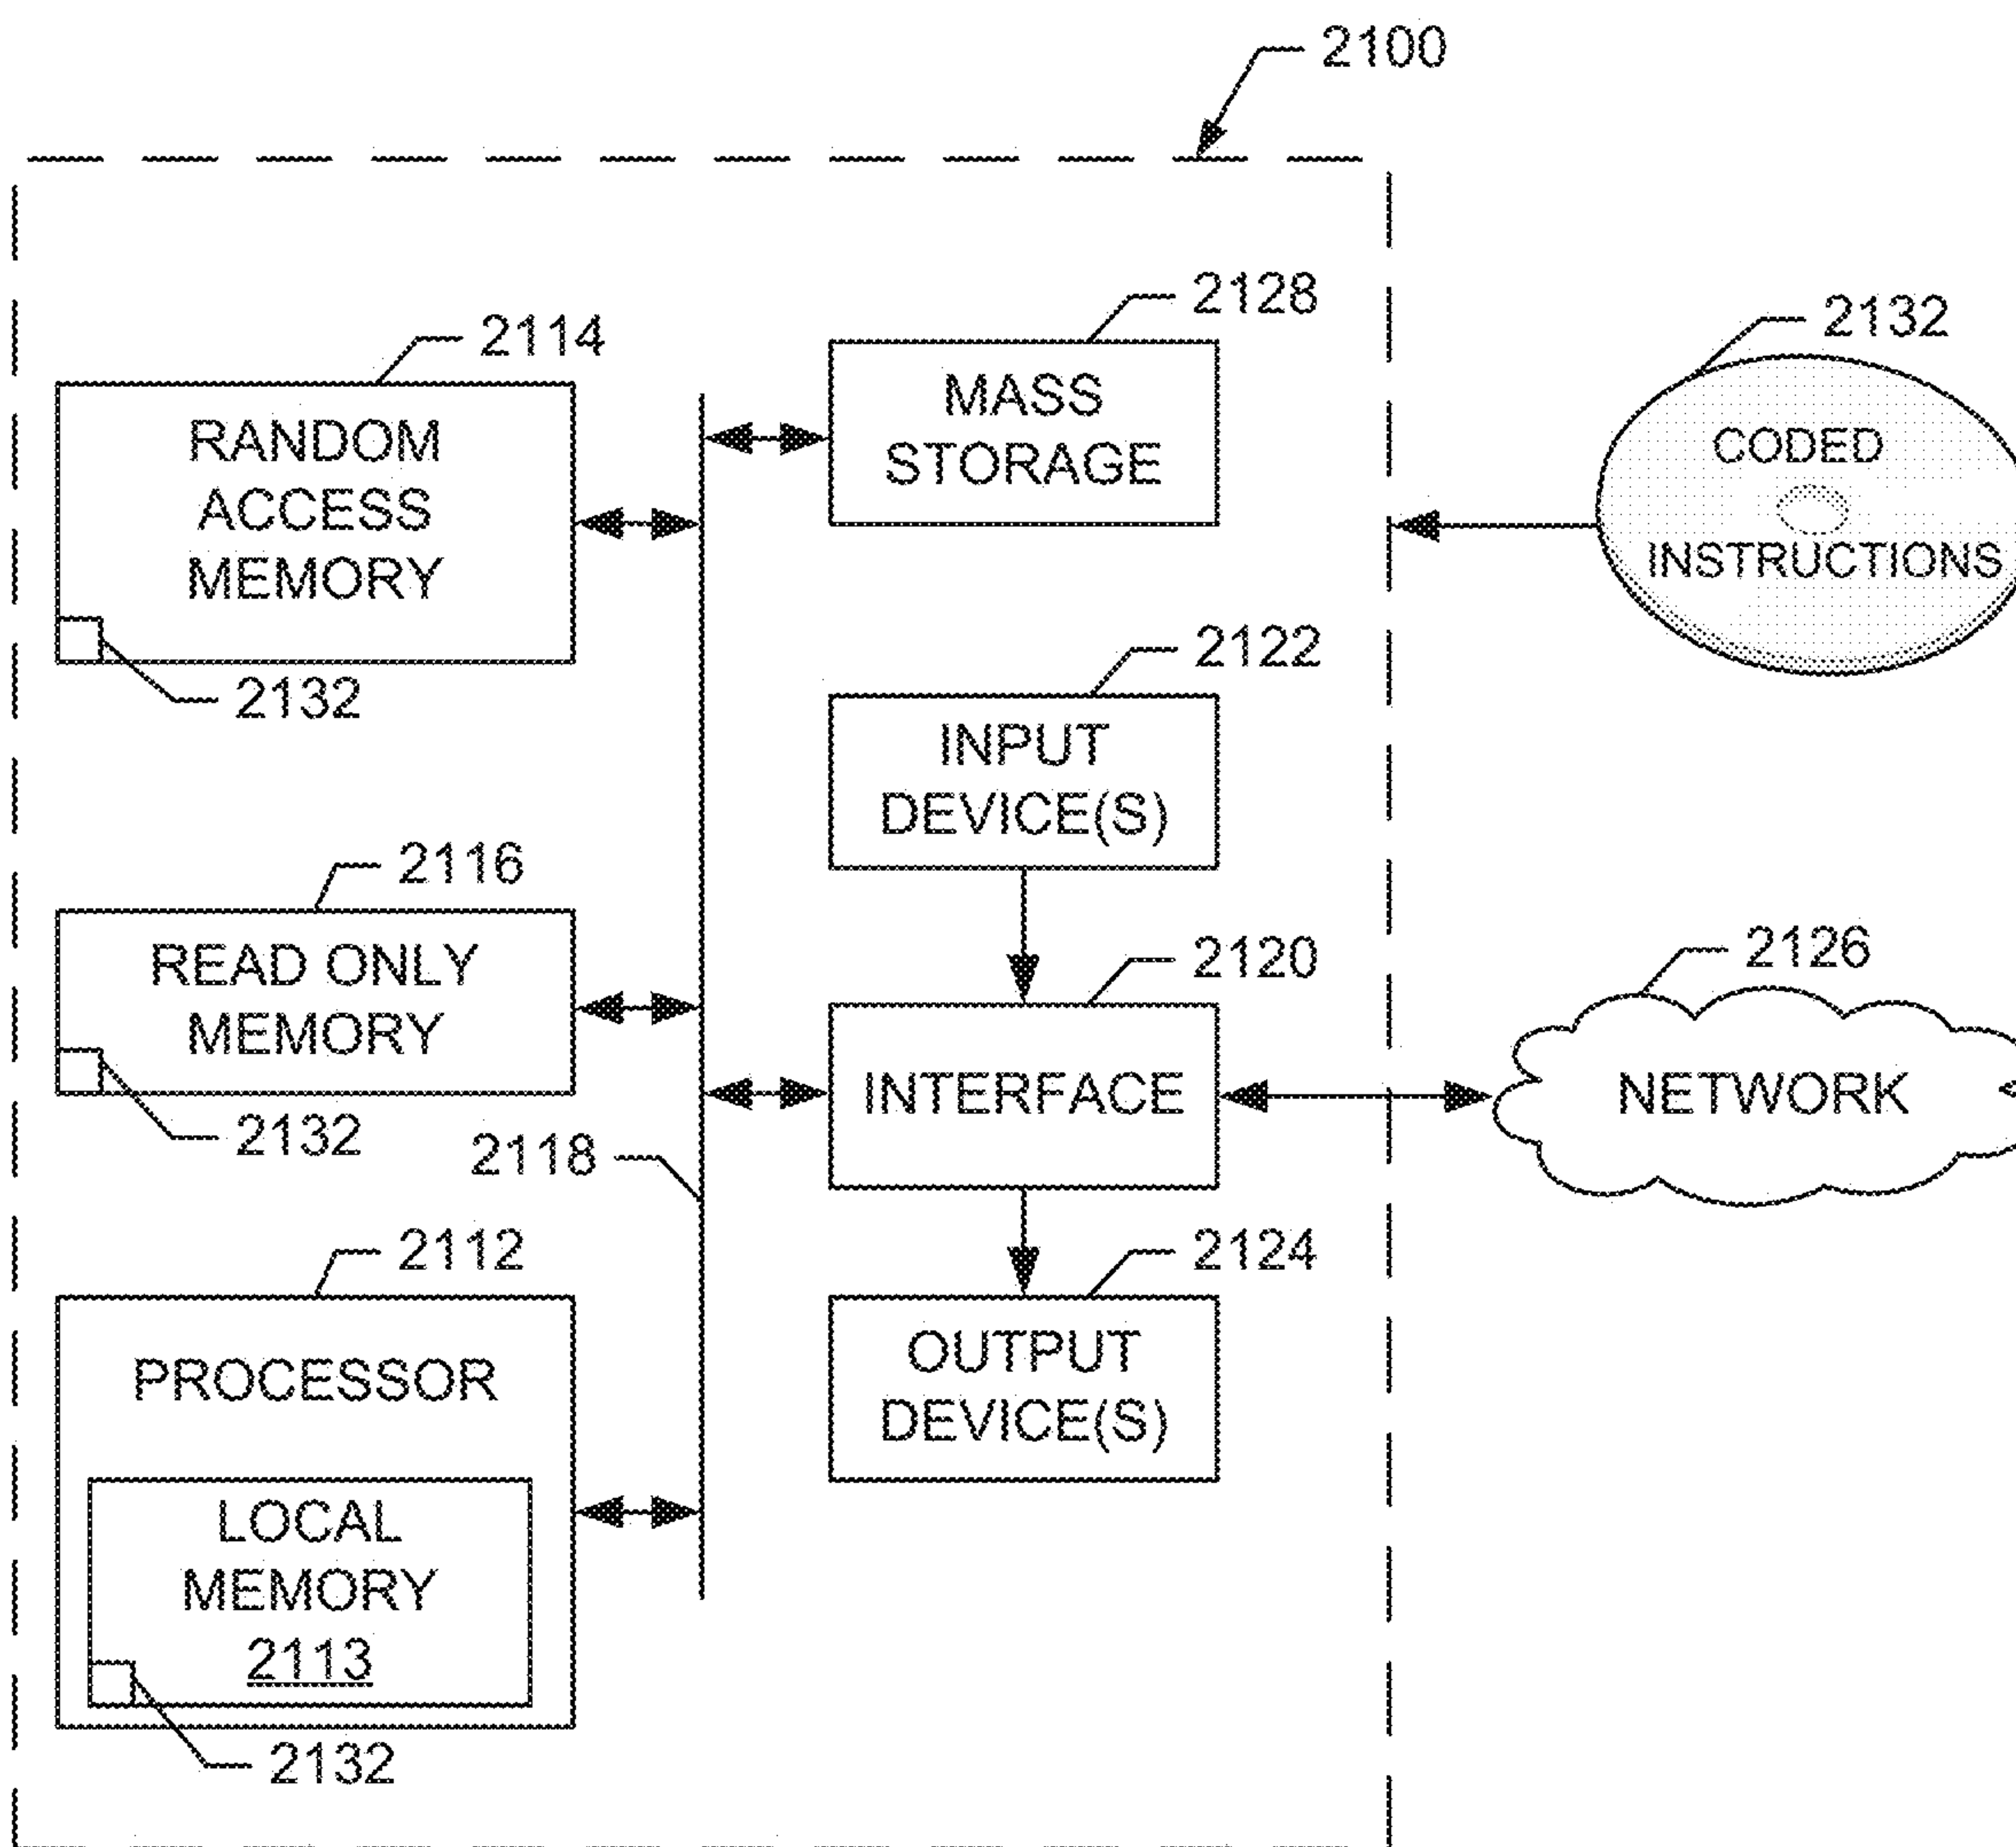 2100
2114
RANDOM
ACCESS
MEMORY
2132
2128
MASS
STORAGE
2132
CODED
INSTRUCTIONS
2122
INPUT
DEVICE(S)
2116
READ ONLY
MEMORY
2132
2118
2120
INTERFACE
2126
NETWORK
2112
PROCESSOR
LOCAL
MEMORY
2113
2132
2124
OUTPUT
DEVICE(S)